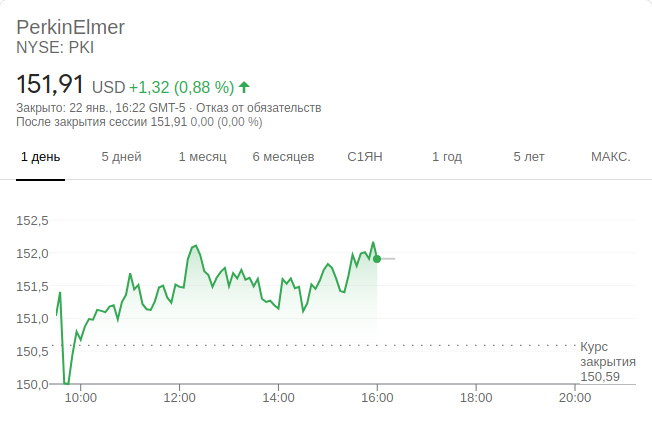 PerkinElmer
NYSE: PKI
151,91 USD +1,32 (0,88 %)
Закрыто: 22 янв., 16:22 GMT-5 · Отказ от обязательств
После закрытия сессии 151,91 0,00 (0,00 %)
1 день 5 дней 1 месяц 6 месяцев С1ЯН 1 год 5 лет МАКС.
152,5
152,0
151,5
151,0
150,5
150,0
Курс
закрытия
150,59
10:00 12:00 14:00 16:00 18:00 20:00